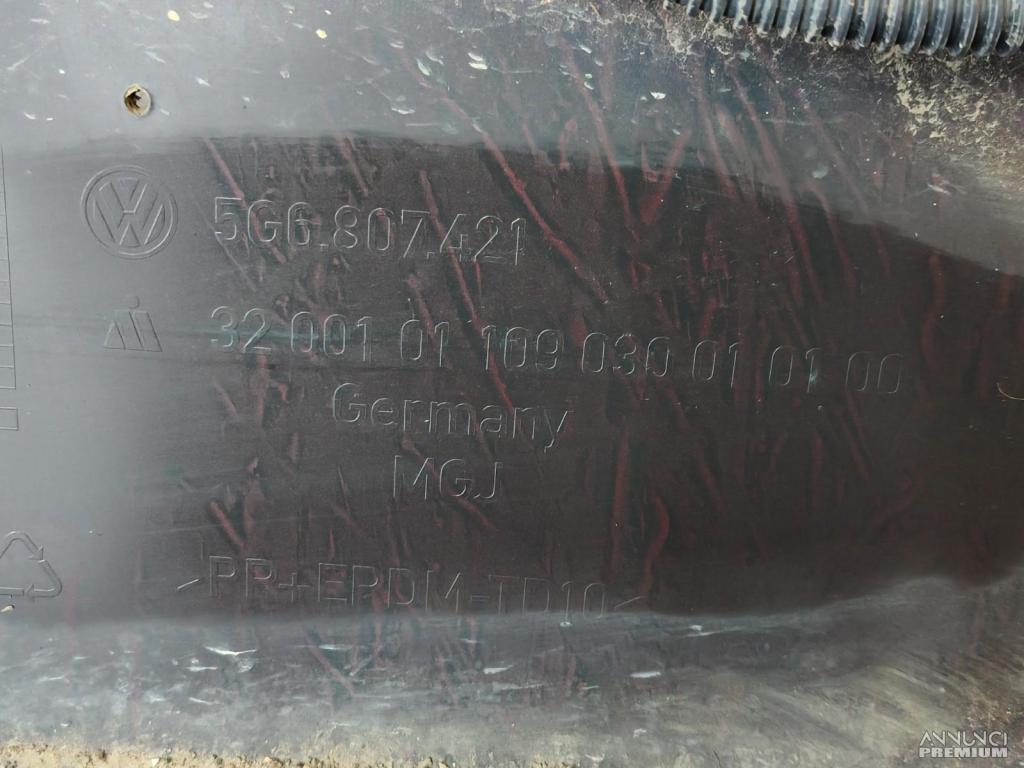 5G6.807.421
32 001 01 109 030 01 01 00
Germany
MGJ
>PP+EPDM-TD10<
ANNUNCI
PREMIUM